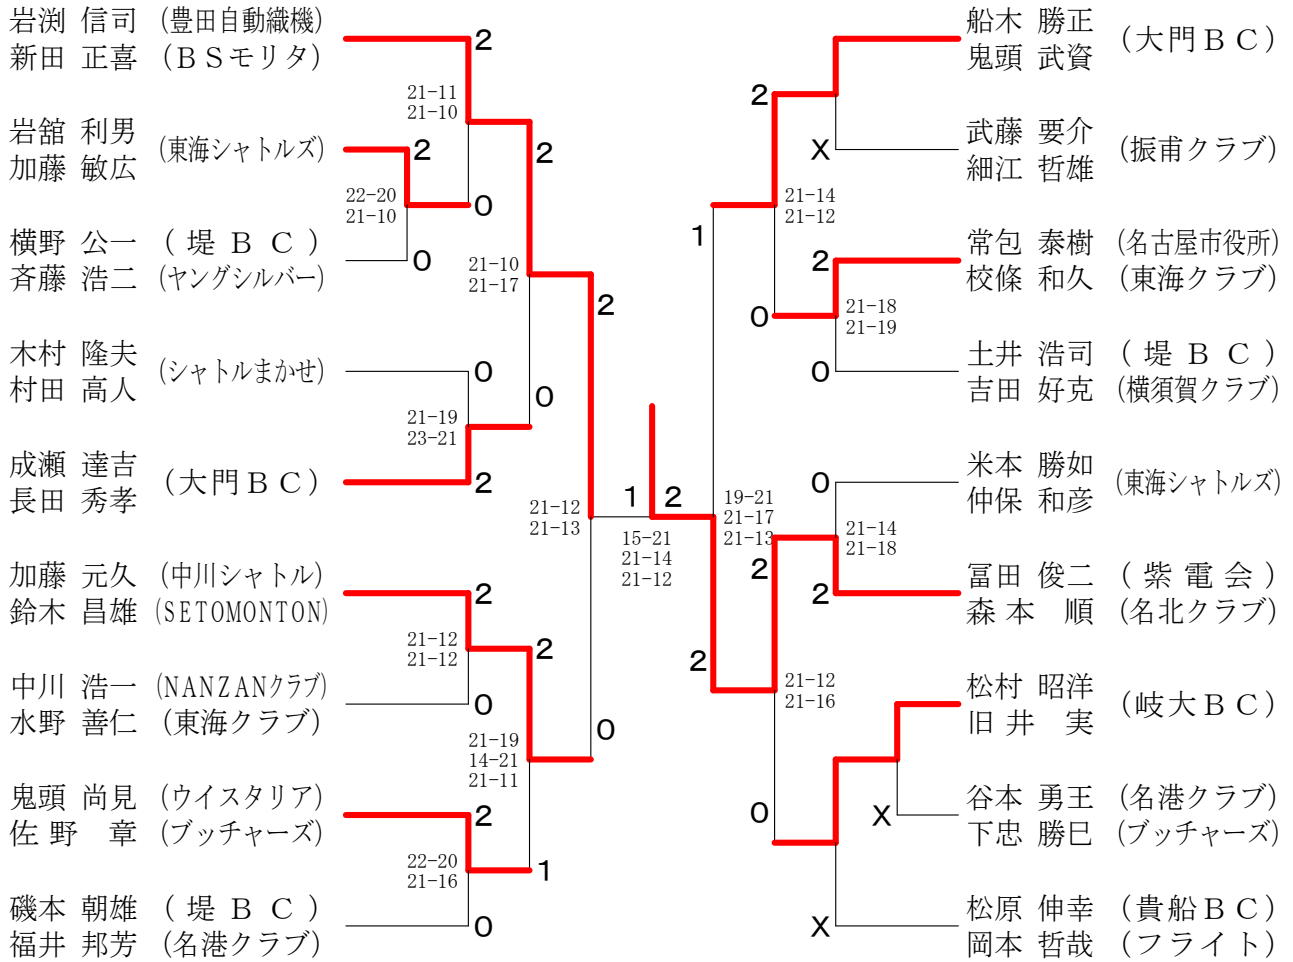 岩渕 信司 (豊田自動織機)
新田 正喜 (ＢＳモリタ)
2
21-11
21-10
岩舘 利男
加藤 敏広
(東海シャトルズ)
2
2
22-20
21-10
0
横野 公一 (堤ＢＣ)
斉藤 浩二 (ヤングシルバー)
0
21-10
21-17
2
木村 隆夫
村田 高人
(シャトルまかせ)
0
0
21-19
23-21
成瀬 達吉
長田 秀孝
(大門ＢＣ)
2
21-12
21-13
1
2
15-21
21-14
21-12
加藤 元久 (中川シャトル)
鈴木 昌雄 (SETOMONTON)
2
21-12
21-12
2
中川 浩一 (NANZANクラブ)
水野 善仁 (東海クラブ)
0
0
21-19
14-21
21-11
鬼頭 尚見 (ウイスタリア)
佐野 章 (ブッチャーズ)
2
22-20
21-16
1
磯本 朝雄 (堤ＢＣ)
福井 邦芳 (名港クラブ)
0
船木 勝正
鬼頭 武資
(大門ＢＣ)
2
武藤 要介
細江 哲雄
(振甫クラブ)
X
21-14
21-12
1
常包 泰樹 (名古屋市役所)
校條 和久 (東海クラブ)
2
0
21-18
21-19
土井 浩司 (堤ＢＣ)
吉田 好克 (横須賀クラブ)
0
米本 勝如
仲保 和彦
(東海シャトルズ)
0
19-21
21-17
21-13
21-14
21-18
2
冨田 俊二 (紫電会)
森本 順 (名北クラブ)
2
2
21-12
21-16
松村 昭洋
旧井 実
(岐大ＢＣ)
0
谷本 勇王 (名港クラブ)
下忠 勝巳 (ブッチャーズ)
X
松原 伸幸 (貴船ＢＣ)
岡本 哲哉 (フライト)
X